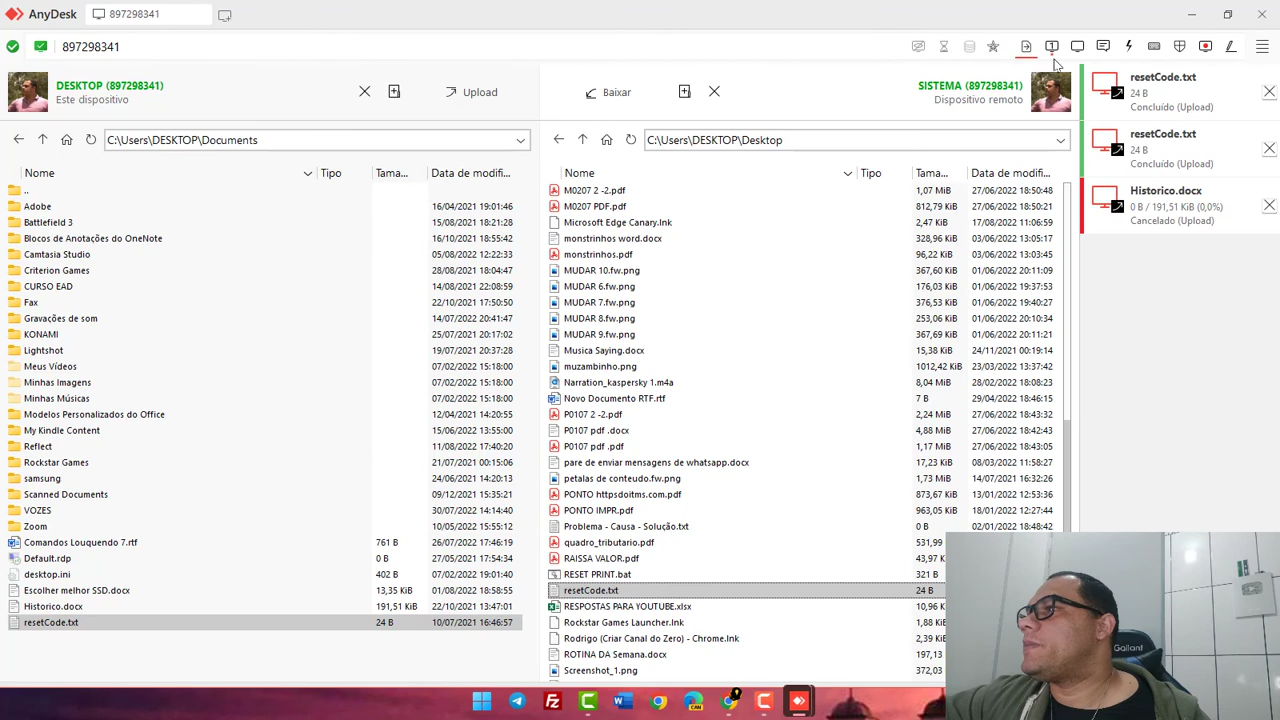 AnyDesk
897298341
897298341
DESKTOP (897298341)
Este dispositivo
Upload
Baixar
SISTEMA (897298341)
Dispositivo remoto
C:\Users\DESKTOP\Documents
C:\Users\DESKTOP\Desktop
Nome Tipo Tama... Data de modifi...
..
Adobe 16/04/2021 19:01:46
Battlefield 3 15/08/2021 18:21:28
Blocos de Anotações do OneNote 16/10/2021 18:55:42
Camtasia Studio 05/08/2022 12:22:33
Criterion Games 28/08/2021 18:04:47
CURSO EAD 14/08/2021 22:08:59
Fax 22/10/2021 17:50:50
Gravações de som 14/07/2022 20:41:47
KONAMI 25/07/2021 20:17:02
Lightshot 19/07/2021 20:37:28
Meus Vídeos 07/02/2022 15:18:00
Minhas Imagens 07/02/2022 15:18:00
Minhas Músicas 07/02/2022 15:18:00
Modelos Personalizados do Office 12/04/2021 14:20:55
My Kindle Content 15/06/2022 13:55:00
Reflect 11/08/2022 17:40:20
Rockstar Games 21/07/2021 00:15:06
samsung 24/06/2021 14:20:13
Scanned Documents 09/12/2021 15:35:21
VOZES 30/07/2022 14:14:40
Zoom 10/05/2022 15:55:12
Comandos Louquendo 7.rtf 761 B 26/07/2022 17:46:19
Default.rdp 0 B 27/05/2021 17:54:34
desktop.ini 402 B 07/02/2022 19:01:40
Escolher melhor SSD.docx 13,35 KiB 01/08/2022 18:58:55
Historico.docx 191,51 KiB 22/10/2021 13:47:01
resetCode.txt 24 B 10/07/2021 16:46:57
Nome Tipo Tama... Data de modifi...
M0207 2 -2.pdf 1,07 MiB 27/06/2022 18:50:48
M0207 PDF.pdf 812,79 KiB 27/06/2022 18:50:21
Microsoft Edge Canary.lnk 2,47 KiB 17/08/2022 11:06:59
monstrinhos word.docx 328,96 KiB 03/06/2022 13:05:17
monstrinhos.pdf 96,22 KiB 03/06/2022 13:03:45
MUDAR 10.fw.png 367,60 KiB 01/06/2022 20:11:09
MUDAR 6.fw.png 176,03 KiB 01/06/2022 19:37:53
MUDAR 7.fw.png 376,53 KiB 01/06/2022 19:40:27
MUDAR 8.fw.png 253,06 KiB 01/06/2022 20:10:34
MUDAR 9.fw.png 367,69 KiB 01/06/2022 20:11:21
Musica Saying.docx 15,38 KiB 24/11/2021 00:19:14
muzambinho.png 1012,42 KiB 23/03/2022 13:37:42
Narration_kaspersky 1.m4a 8,04 MiB 28/02/2022 18:08:23
Novo Documento RTF.rtf 7 B 29/04/2022 18:46:15
P0107 2 -2.pdf 2,24 MiB 27/06/2022 18:43:32
P0107 pdf .docx 4,88 MiB 27/06/2022 18:42:43
P0107 pdf .pdf 1,17 MiB 27/06/2022 18:43:05
pare de enviar mensagens de whatsapp.docx 17,23 KiB 08/03/2022 11:58:27
petalas de conteudo.fw.png 1,73 MiB 14/07/2021 16:32:26
PONTO httpsdoitms.com.pdf 873,67 KiB 13/01/2022 12:53:36
PONTO IMPR.pdf 963,05 KiB 18/01/2022 12:27:44
Problema - Causa - Solução.txt 0 B 02/01/2022 18:48:42
quadro_tributario.pdf 531,99
RAISSA VALOR.pdf 43,97 K
RESET PRINT.bat 321 B
resetCode.txt 24 B
RESPOSTAS PARA YOUTUBE.xlsx 10,96 K
Rockstar Games Launcher.lnk 1,88 K
Rodrigo (Criar Canal do Zero) - Chrome.lnk 2,39 K
ROTINA DA Semana.docx 197,13
Screenshot_1.png 372,03
resetCode.txt
24 B
Concluído (Upload)
resetCode.txt
24 B
Concluído (Upload)
Historico.docx
0 B / 191,51 KiB (0,0%)
Cancelado (Upload)
Gallant